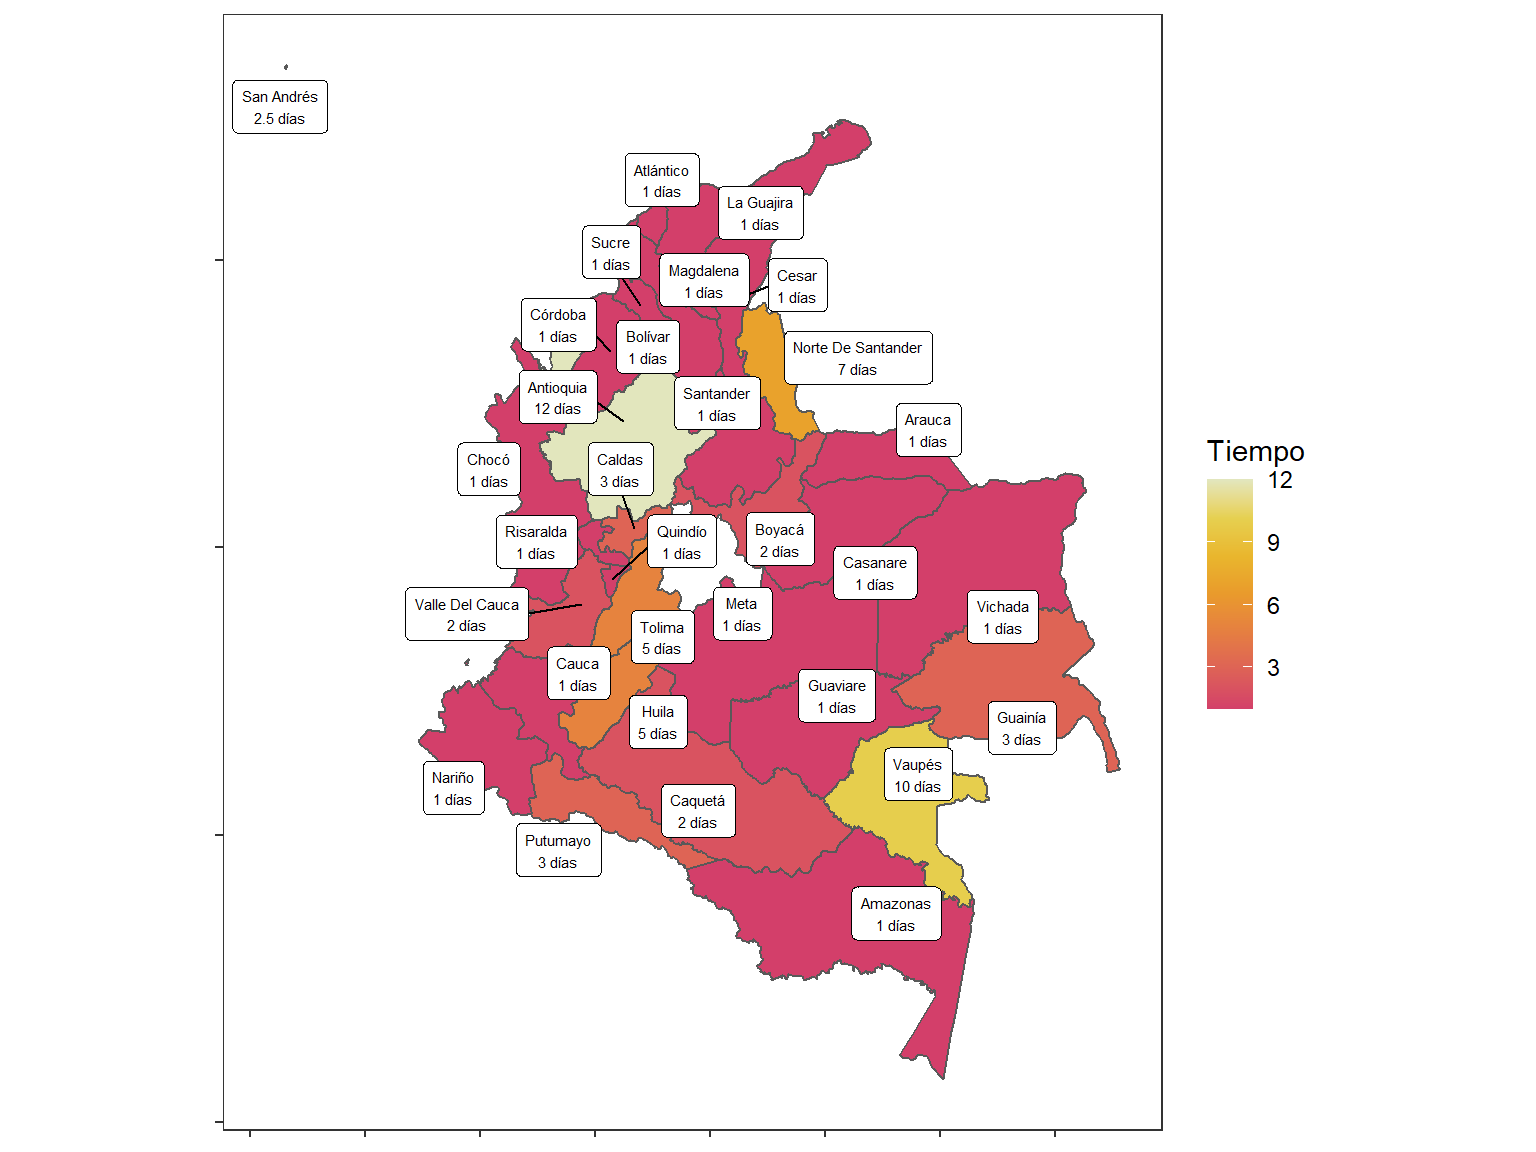 San Andrés
2.5 días
Atlántico
1 días
La Guajira
1 días
Sucre
1 días
Magdalena
1 días
Cesar
1 días
Córdoba
1 días
Bolívar
1 días
Norte De Santander
7 días
Antioquia
12 días
Santander
1 días
Arauca
1 días
Chocó
1 días
Caldas
3 días
Risaralda
1 días
Quindío
1 días
Boyacá
2 días
Casanare
1 días
Valle Del Cauca
2 días
Meta
1 días
Vichada
1 días
Tolima
5 días
Cauca
1 días
Guaviare
1 días
Huila
5 días
Guainía
3 días
Nariño
1 días
Vaupés
10 días
Caquetá
2 días
Putumayo
3 días
Amazonas
1 días
Tiempo
12
9
6
3